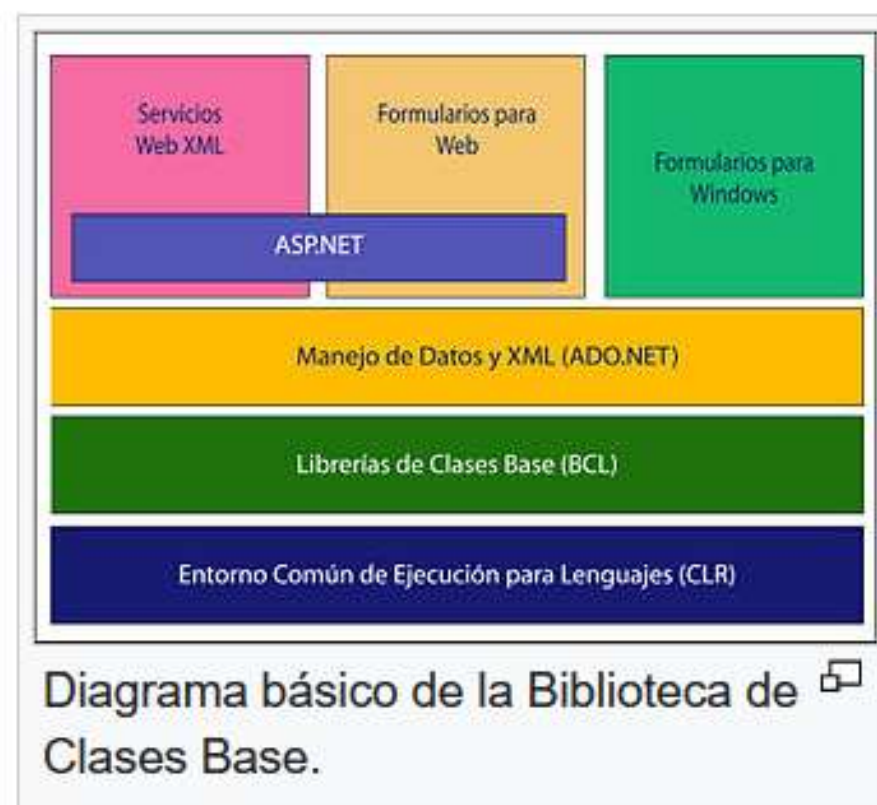 Servicios
Web XML
Formularios para
Web
Formularios para
Windows
ASP.NET
Manejo de Datos y XML (ADO.NET)
Librerías de Clases Base (BCL)
Entorno Común de Ejecución para Lenguajes (CLR)
Diagrama básico de la Biblioteca de
Clases Base.